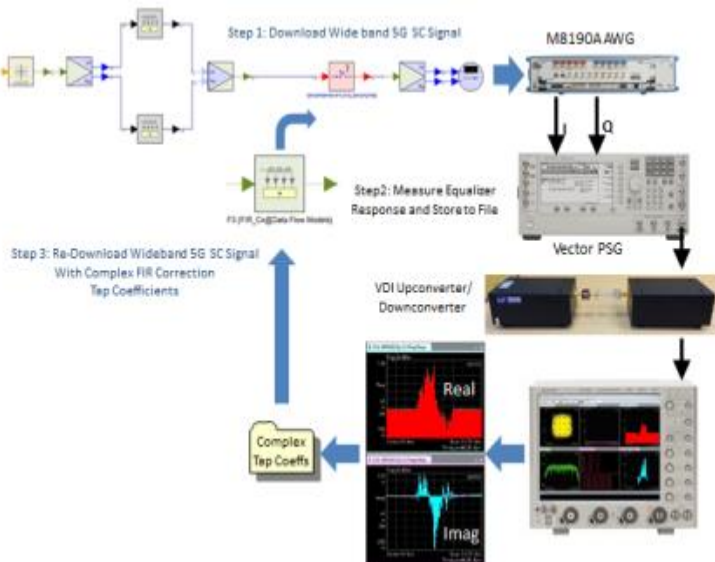 Step 1: Download Wide band 5G SC Signal
M8190A AWG
I
Q
Step2: Measure Equalizer
Response and Store to File
Vector PSG
Step 3: Re-Download Wideband 5G SC Signal
With Complex FIR Correction
Tap Coefficients
VDI Upconverter/
Downconverter
Real
Imag
Complex
Tap Coeffs